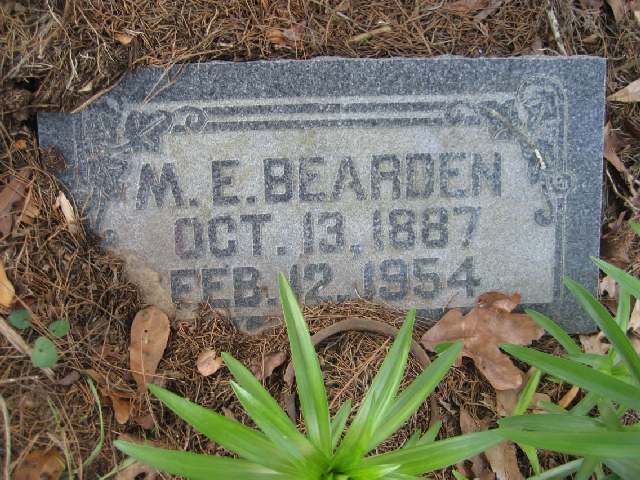 M. E. BEARDEN
OCT. 13, 1887
FEB. 12, 1954